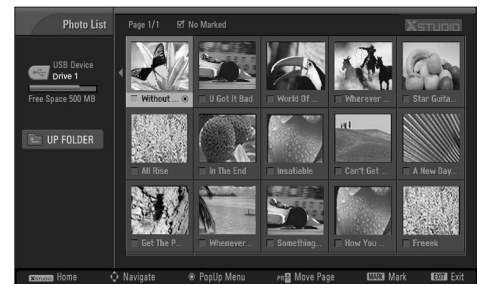 Photo List
Page 1/1 No Marked
XSTUDIO
USB Device
Drive 1
Free Space 500 MB
UP FOLDER
Without ...
U Got It Bad
World Of ...
Wherever ...
Star Guita...
All Rise
In The End
Insatiable
Can't Get ...
A New Day...
Get The P...
Whenever...
Something...
How You ...
Freeek
XSTUDIO Home Navigate PopUp Menu PR Move Page MARK Mark EXIT Exit